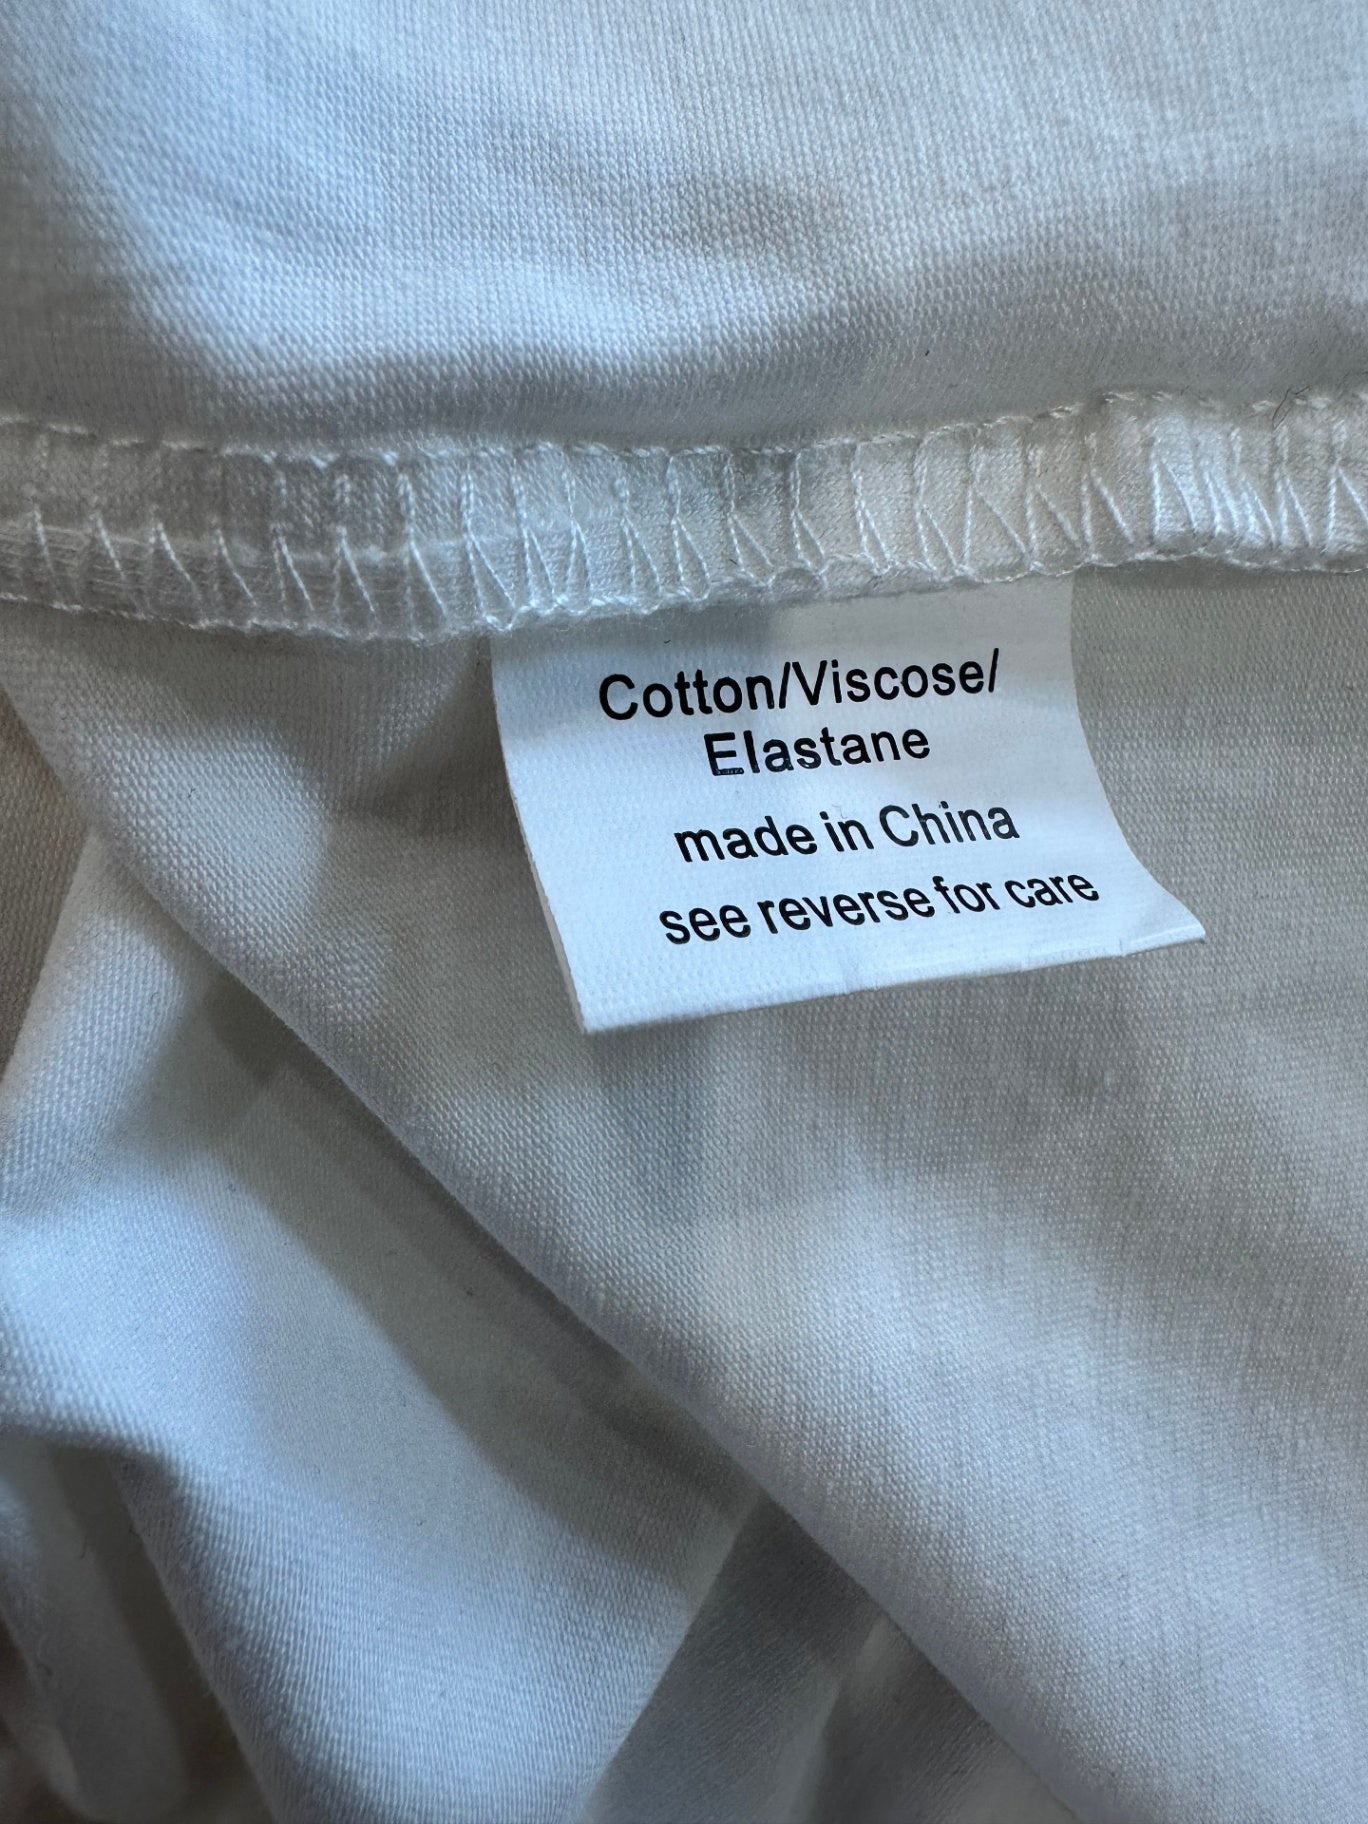 Cotton/Viscose/
Elastane
made in China
see reverse for care